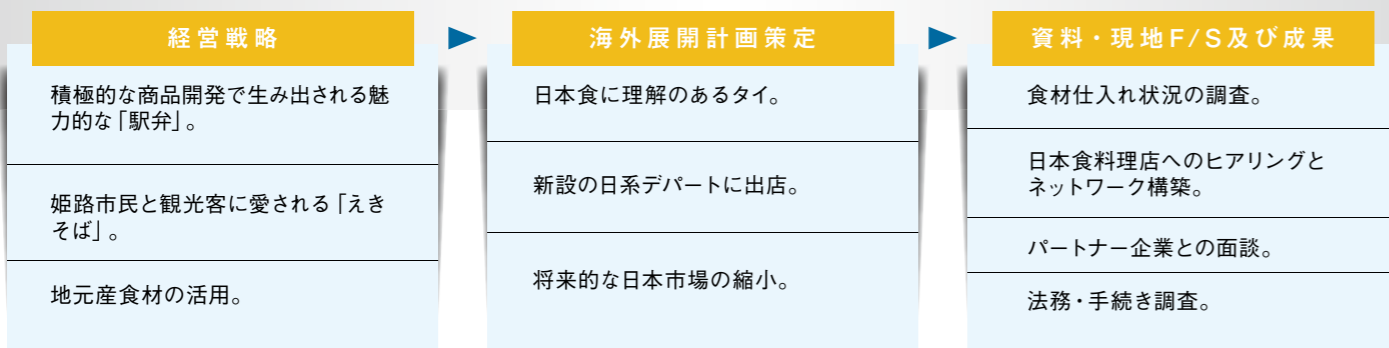 経営戦略
積極的な商品開発で生み出される魅
力的な「駅弁」。
姫路市民と観光客に愛される「えき
そば」。
地元産食材の活用。
海外展開計画策定
日本食に理解のあるタイ。
新設の日系デパートに出店。
将来的な日本市場の縮小。
資料・現地F/S及び成果
食材仕入れ状況の調査。
日本食料理店へのヒアリングと
ネットワーク構築。
パートナー企業との面談。
法務・手続き調査。